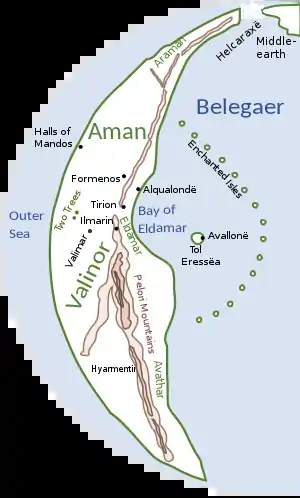 Helcaraxë
Middle-
earth
Araman
Belegaer
Aman
Halls of
Mandos
Enchanted Isles
Formenos
Alqualondë
Two Trees
Tirion
Outer
Sea
Ilmarin
Bay of
Eldamar
Eldamar
Valimar
Avallonë
Tol
Eressëa
Valinor
Pelori Mountains
Hyarmentir
Avathar